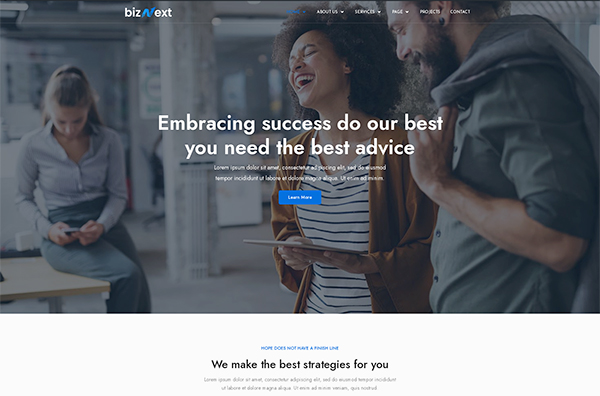 bizNext
HOME ABOUT US SERVICES PAGE PROJECTS CONTACT
Embracing success do our best
you need the best advice
Lorem ipsum dolor sit amet, consectetur adipiscing elit, sed do eiusmod
tempor incididunt ut labore et dolore magna aliqua. Ut enim ad minim.
Learn More
HOPE DOES NOT HAVE A FINISH LINE
We make the best strategies for you
Lorem ipsum dolor sit amet, consectetur adipiscing elit, sed do eiusmod tempor incididunt
ut labore et dolore magna aliqua. Ut enim ad minim veniam, quis nostrud